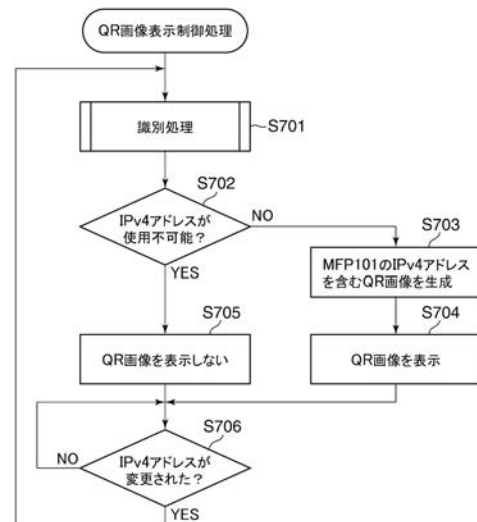 QR画像表示制御処理
識別処理
S701
S702
IPv4アドレスが
使用不可能?
NO
YES
S703
MFP101のIPv4アドレス
を含むQR画像を生成
S705
QR画像を表示しない
S704
QR画像を表示
S706
NO
IPv4アドレスが
変更された?
YES